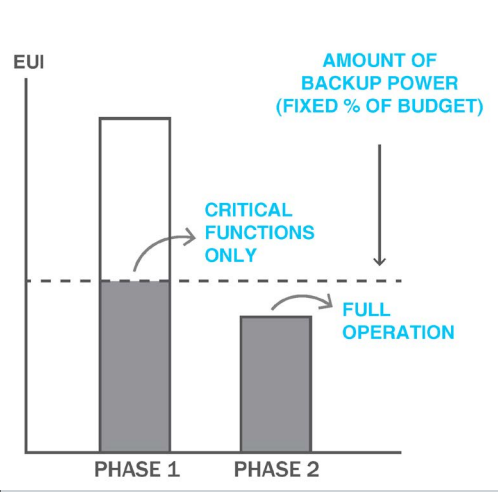 EUI
AMOUNT OF
BACKUP POWER
(FIXED % OF BUDGET)
CRITICAL
FUNCTIONS
ONLY
FULL
OPERATION
PHASE 1
PHASE 2